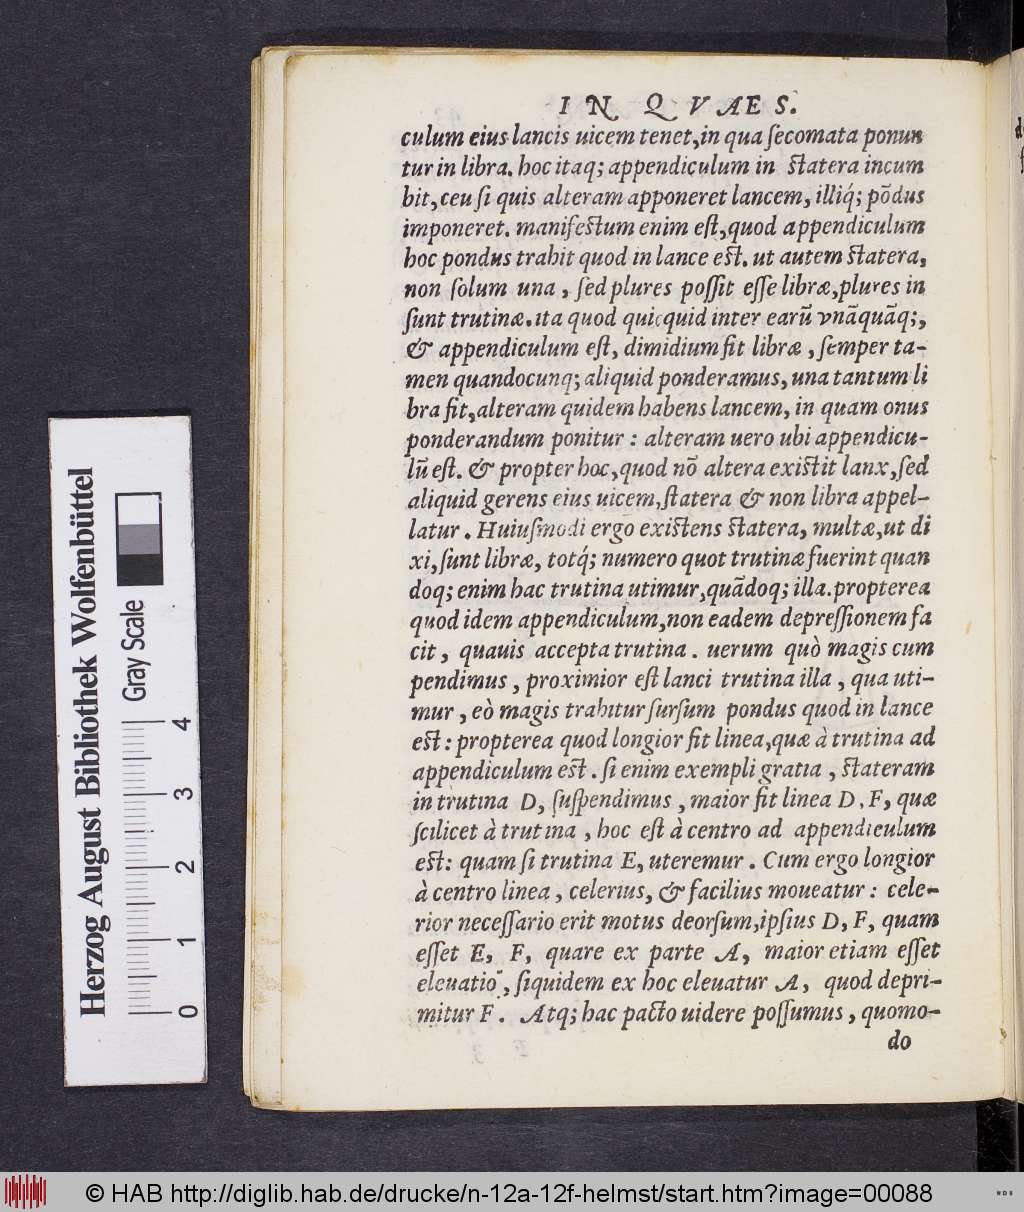 IN QVAES.
culum eius lancis uicem tenet, in qua ſecomata ponun
tur in libra. hoc itaq; appendiculum in ſtatera incum
bit, ceu ſi quis alteram apponeret lancem, illiq́; põdus
imponeret. manifeſtum enim eſt, quod appendiculum
hoc pondus trahit quod in lance eſt. ut autem ſtatera,
non ſolum una, ſed plures poſſit eſſe libræ, plures in
ſunt trutinæ. ita quod quicquid inter earũ vnãquãq;,
& appendiculum eſt, dimidium fit libræ, ſemper ta-
men quandocunq; aliquid ponderamus, una tantum li
bra fit, alteram quidem habens lancem, in quam onus
ponderandum ponitur: alteram uero ubi appendicu-
lũ eſt. & propter hoc, quod nõ altera exiſtit lanx, ſed
aliquid gerens eius uicem, ſtatera & non libra appel-
latur. Huiuſmodi ergo exiſtens ſtatera, multæ, ut di
xi, ſunt libræ, totq́; numero quot trutinæ fuerint quan
doq; enim hac trutina utimur, quãdoq; illa. propterea
quod idem appendiculum, non eadem depreſſionem fa
cit, quauis accepta trutina. uerum quò magis cum
pendimus, proximior eſt lanci trutina illa, qua uti-
mur, eò magis trahitur ſurſum pondus quod in lance
eſt: propterea quod longior fit linea, quæ à trutina ad
appendiculum eſt. ſi enim exempli gratia, ſtateram
in trutina D, ſuſpendimus, maior fit linea D, F, quæ
ſcilicet à trutina, hoc eſt à centro ad appendieulum
eſt: quam ſi trutina E, uteremur. Cum ergo longior
à centro linea, celerius, & facilius moueatur: cele-
rior neceſſario erit motus deorſum, ipſius D, F, quam
eſſet E, F, quare ex parte A, maior etiam eſſet
eleuatio, ſiquidem ex hoc eleuatur A, quod depri-
mitur F. Atq; hac pacto uidere poſſumus, quomo-
do
Herzog August Bibliothek Wolfenbüttel
Gray Scale
0 1 2 3 4
© HAB http://diglib.hab.de/drucke/n-12a-12f-helmst/start.htm?image=00088